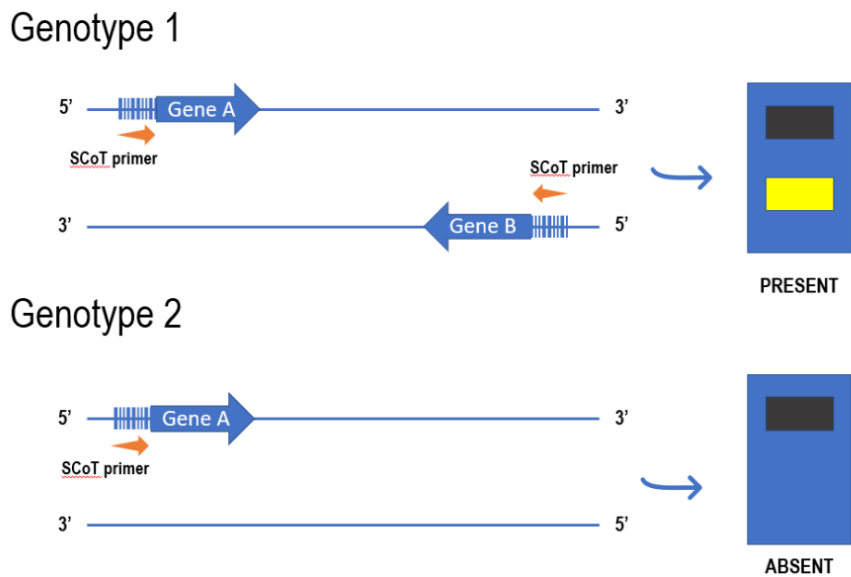 Genotype 1
5’
Gene A
3’
SCoT primer
SCoT primer
3’
Gene B
5’
PRESENT
Genotype 2
5’
Gene A
3’
SCoT primer
3’
5’
ABSENT